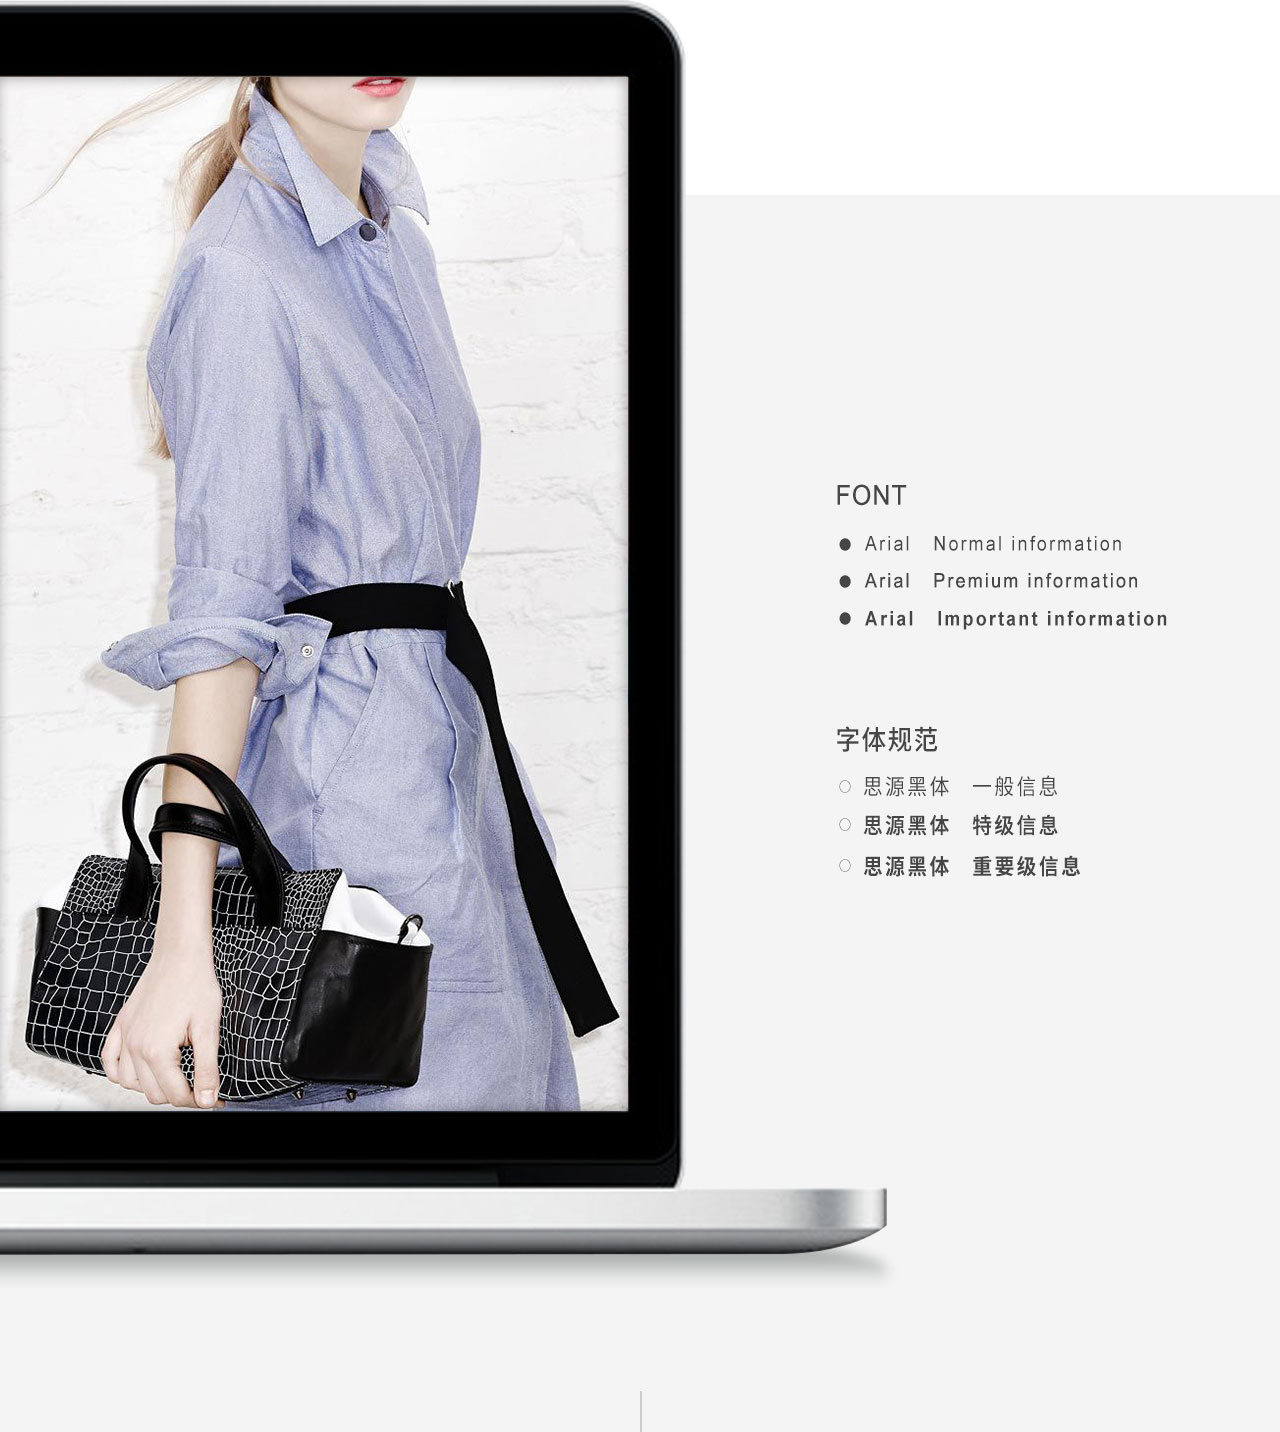 FONT
● Arial Normal information
● Arial Premium information
● Arial Important information
字体规范
○ 思源黑体 一般信息
○ 思源黑体 特级信息
○ 思源黑体 重要级信息